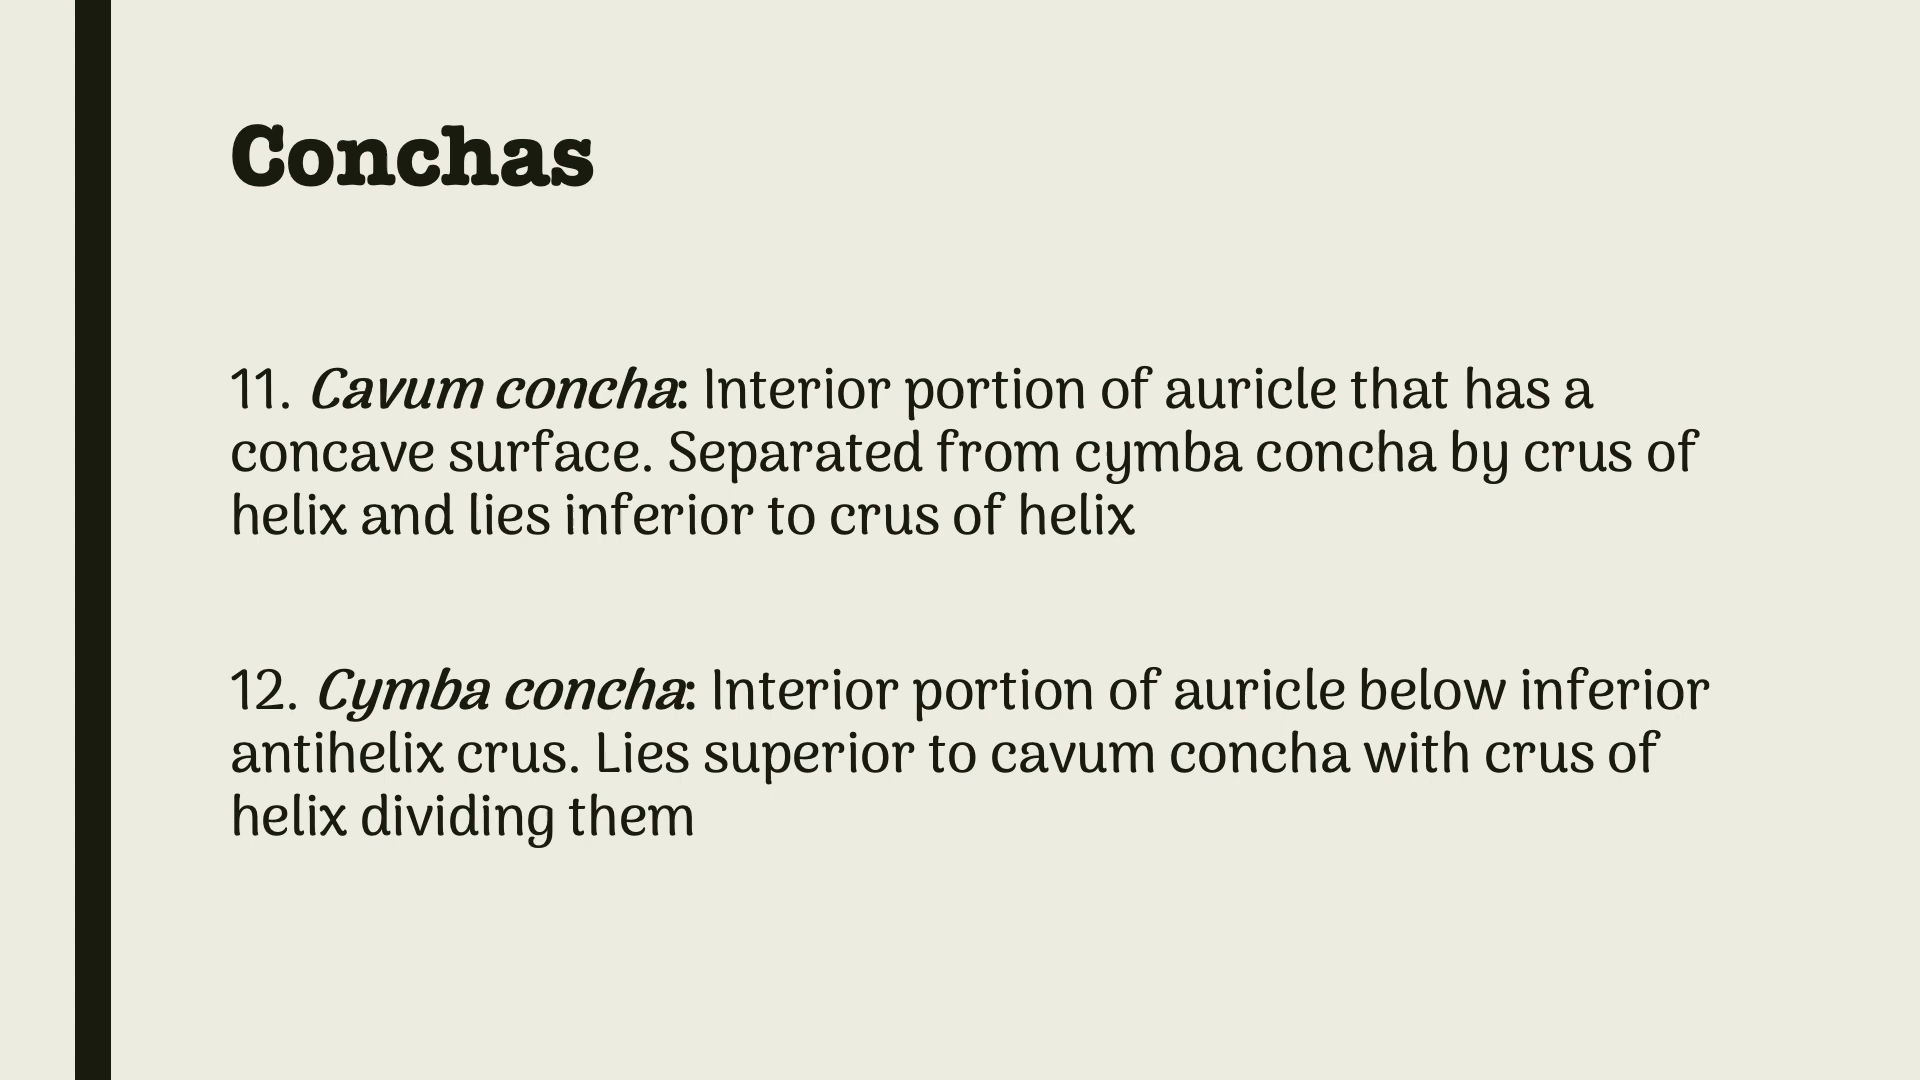 Conchas
11. Cavum concha: Interior portion of auricle that has a
concave surface. Separated from cymba concha by crus of
helix and lies inferior to crus of helix
12. Cymba concha: Interior portion of auricle below inferior
antihelix crus. Lies superior to cavum concha with crus of
helix dividing them